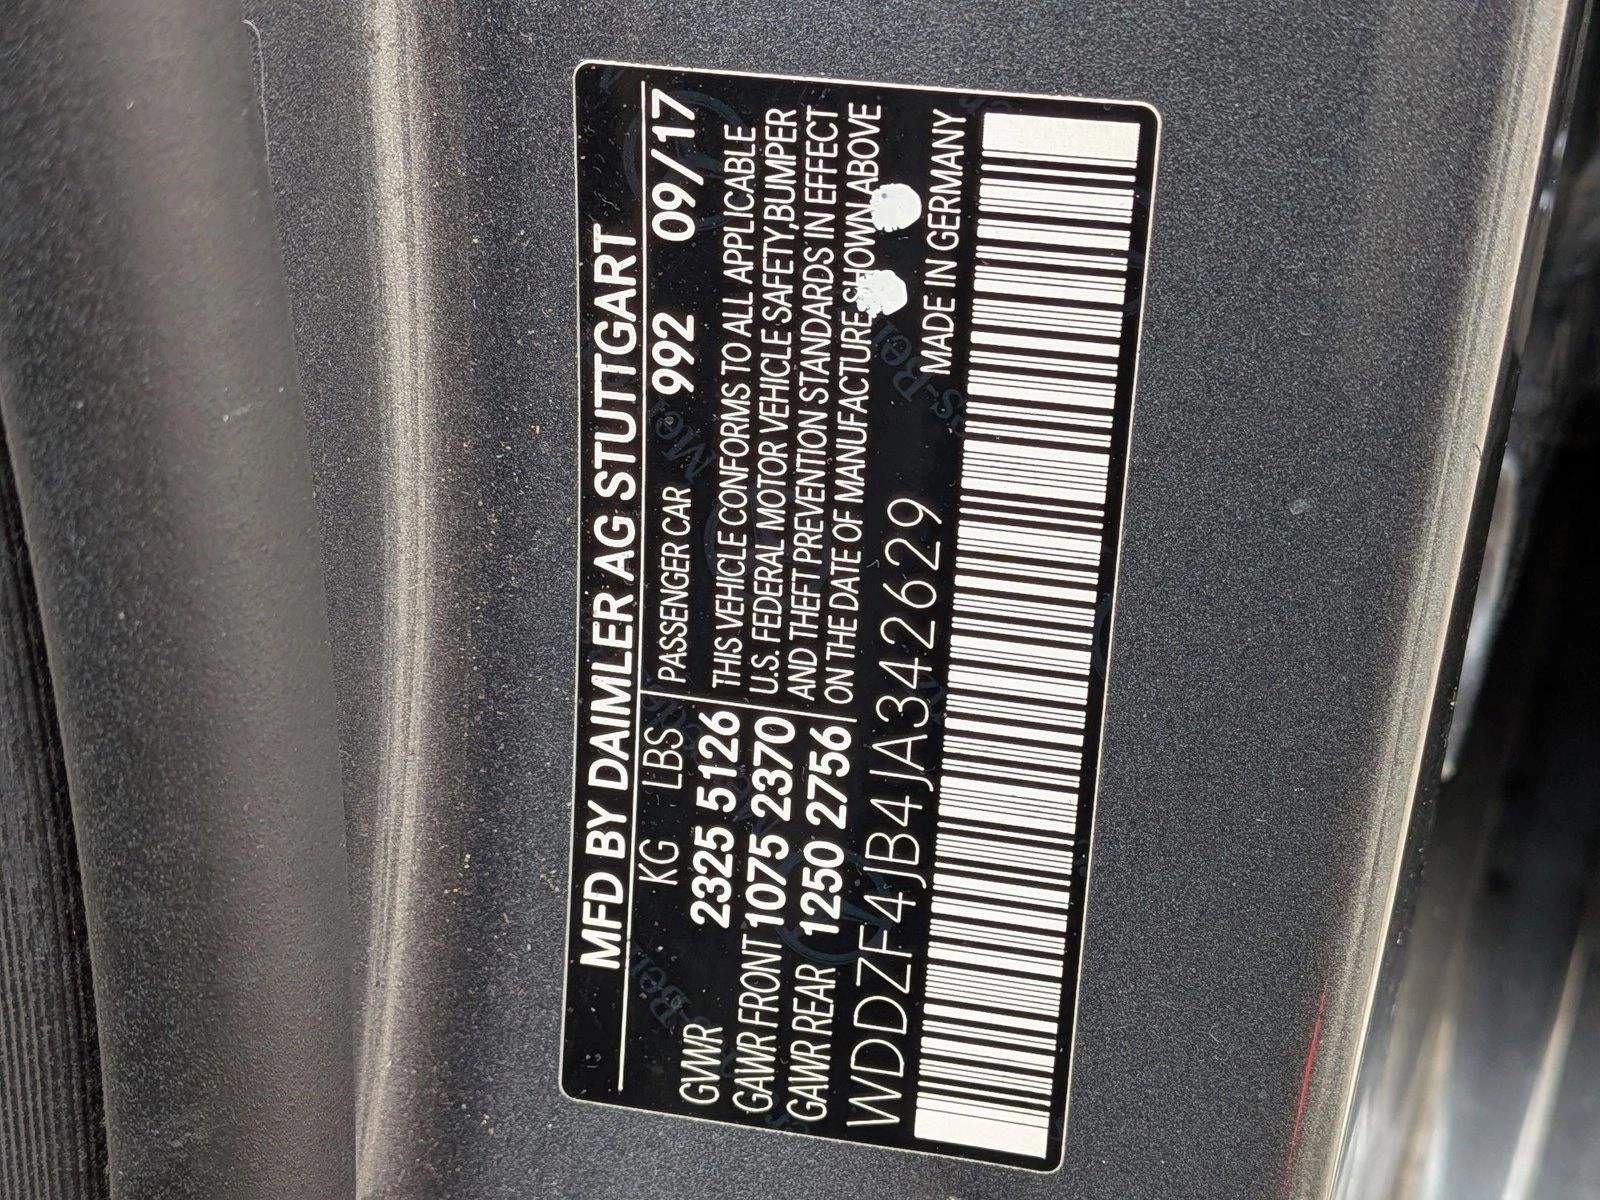 MFD BY DAIMLER AG STUTTGART
KG LBS PASSENGER CAR 992 09/17
GWWR 2325 5126 THIS VEHICLE CONFORMS TO ALL APPLICABLE
GAWR FRONT 1075 2370 U.S. FEDERAL MOTOR VEHICLE SAFETY,BUMPER
GAWR REAR 1250 2756 AND THEFT PREVENTION STANDARDS IN EFFECT
ON THE DATE OF MANUFACTURE SHOWN ABOVE
WDDZF4JB4JA342629 MADE IN GERMANY